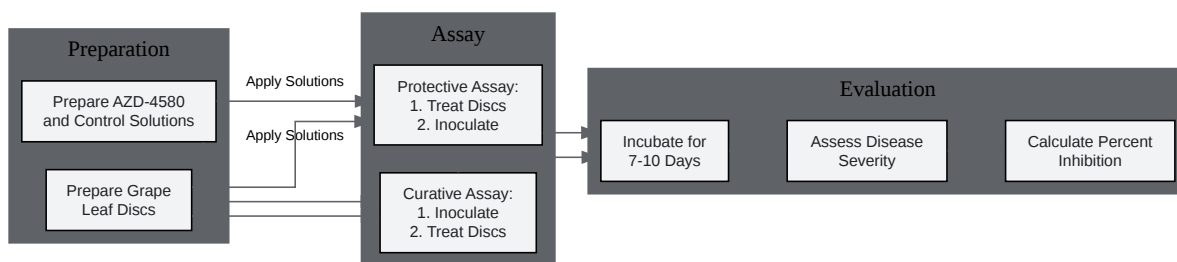 Preparation
Prepare AZD-4580
and Control Solutions
Prepare Grape
Leaf Discs
Apply Solutions
Apply Solutions
Assay
Protective Assay:
1. Treat Discs
2. Inoculate
Curative Assay:
1. Inoculate
2. Treat Discs
Evaluation
Incubate for
7-10 Days
Assess Disease
Severity
Calculate Percent
Inhibition